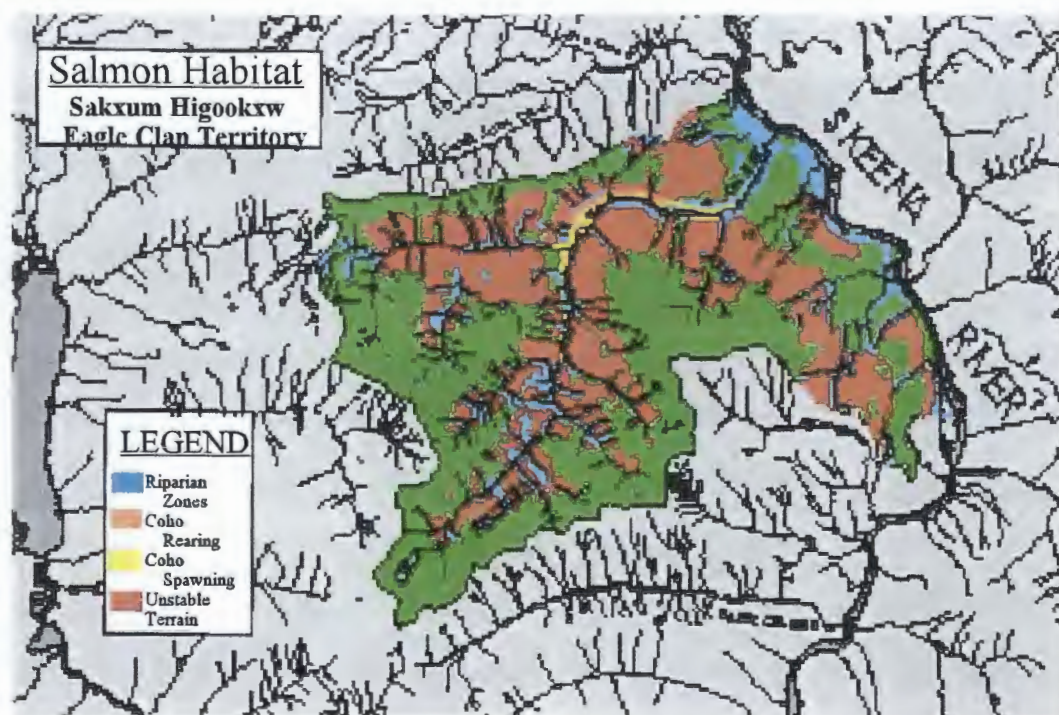 Salmon Habitat
Sakxum Higookxw
Eagle Clan Territory
SKEENA
RIVER
LEGEND
Riparian
Zones
Coho
Rearing
Coho
Spawning
Unstable
Terrain